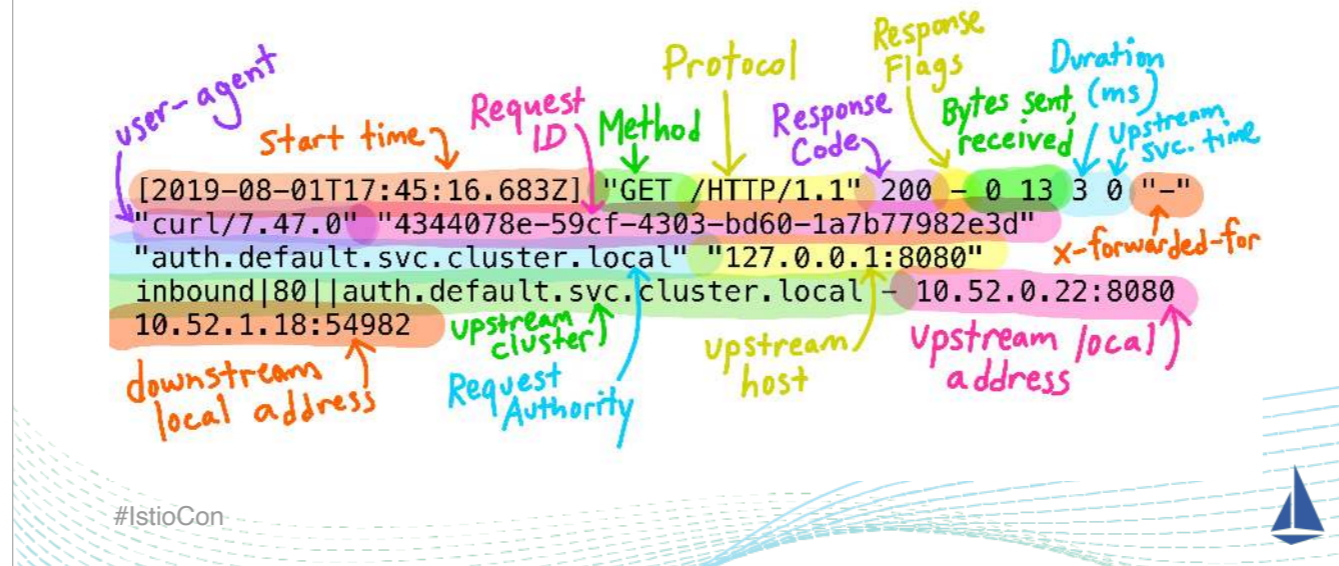 Response
Flags
Protocol
Duration
(ms)
user-agent
Start time
Request
ID
Method
Response
Code
Bytes sent,
received
upstream
svc. time
[2019-08-01T17:45:16.683Z] "GET /HTTP/1.1" 200 - 0 13 3 0 "-"
"curl/7.47.0" "4344078e-59cf-4303-bd60-1a7b77982e3d"
"auth.default.svc.cluster.local" "127.0.0.1:8080"
inbound|80||auth.default.svc.cluster.local - 10.52.0.22:8080
10.52.1.18:54982
x-forwarded-for
upstream
cluster
downstream
local address
Request
Authority
upstream
host
upstream local
address
#IstioCon